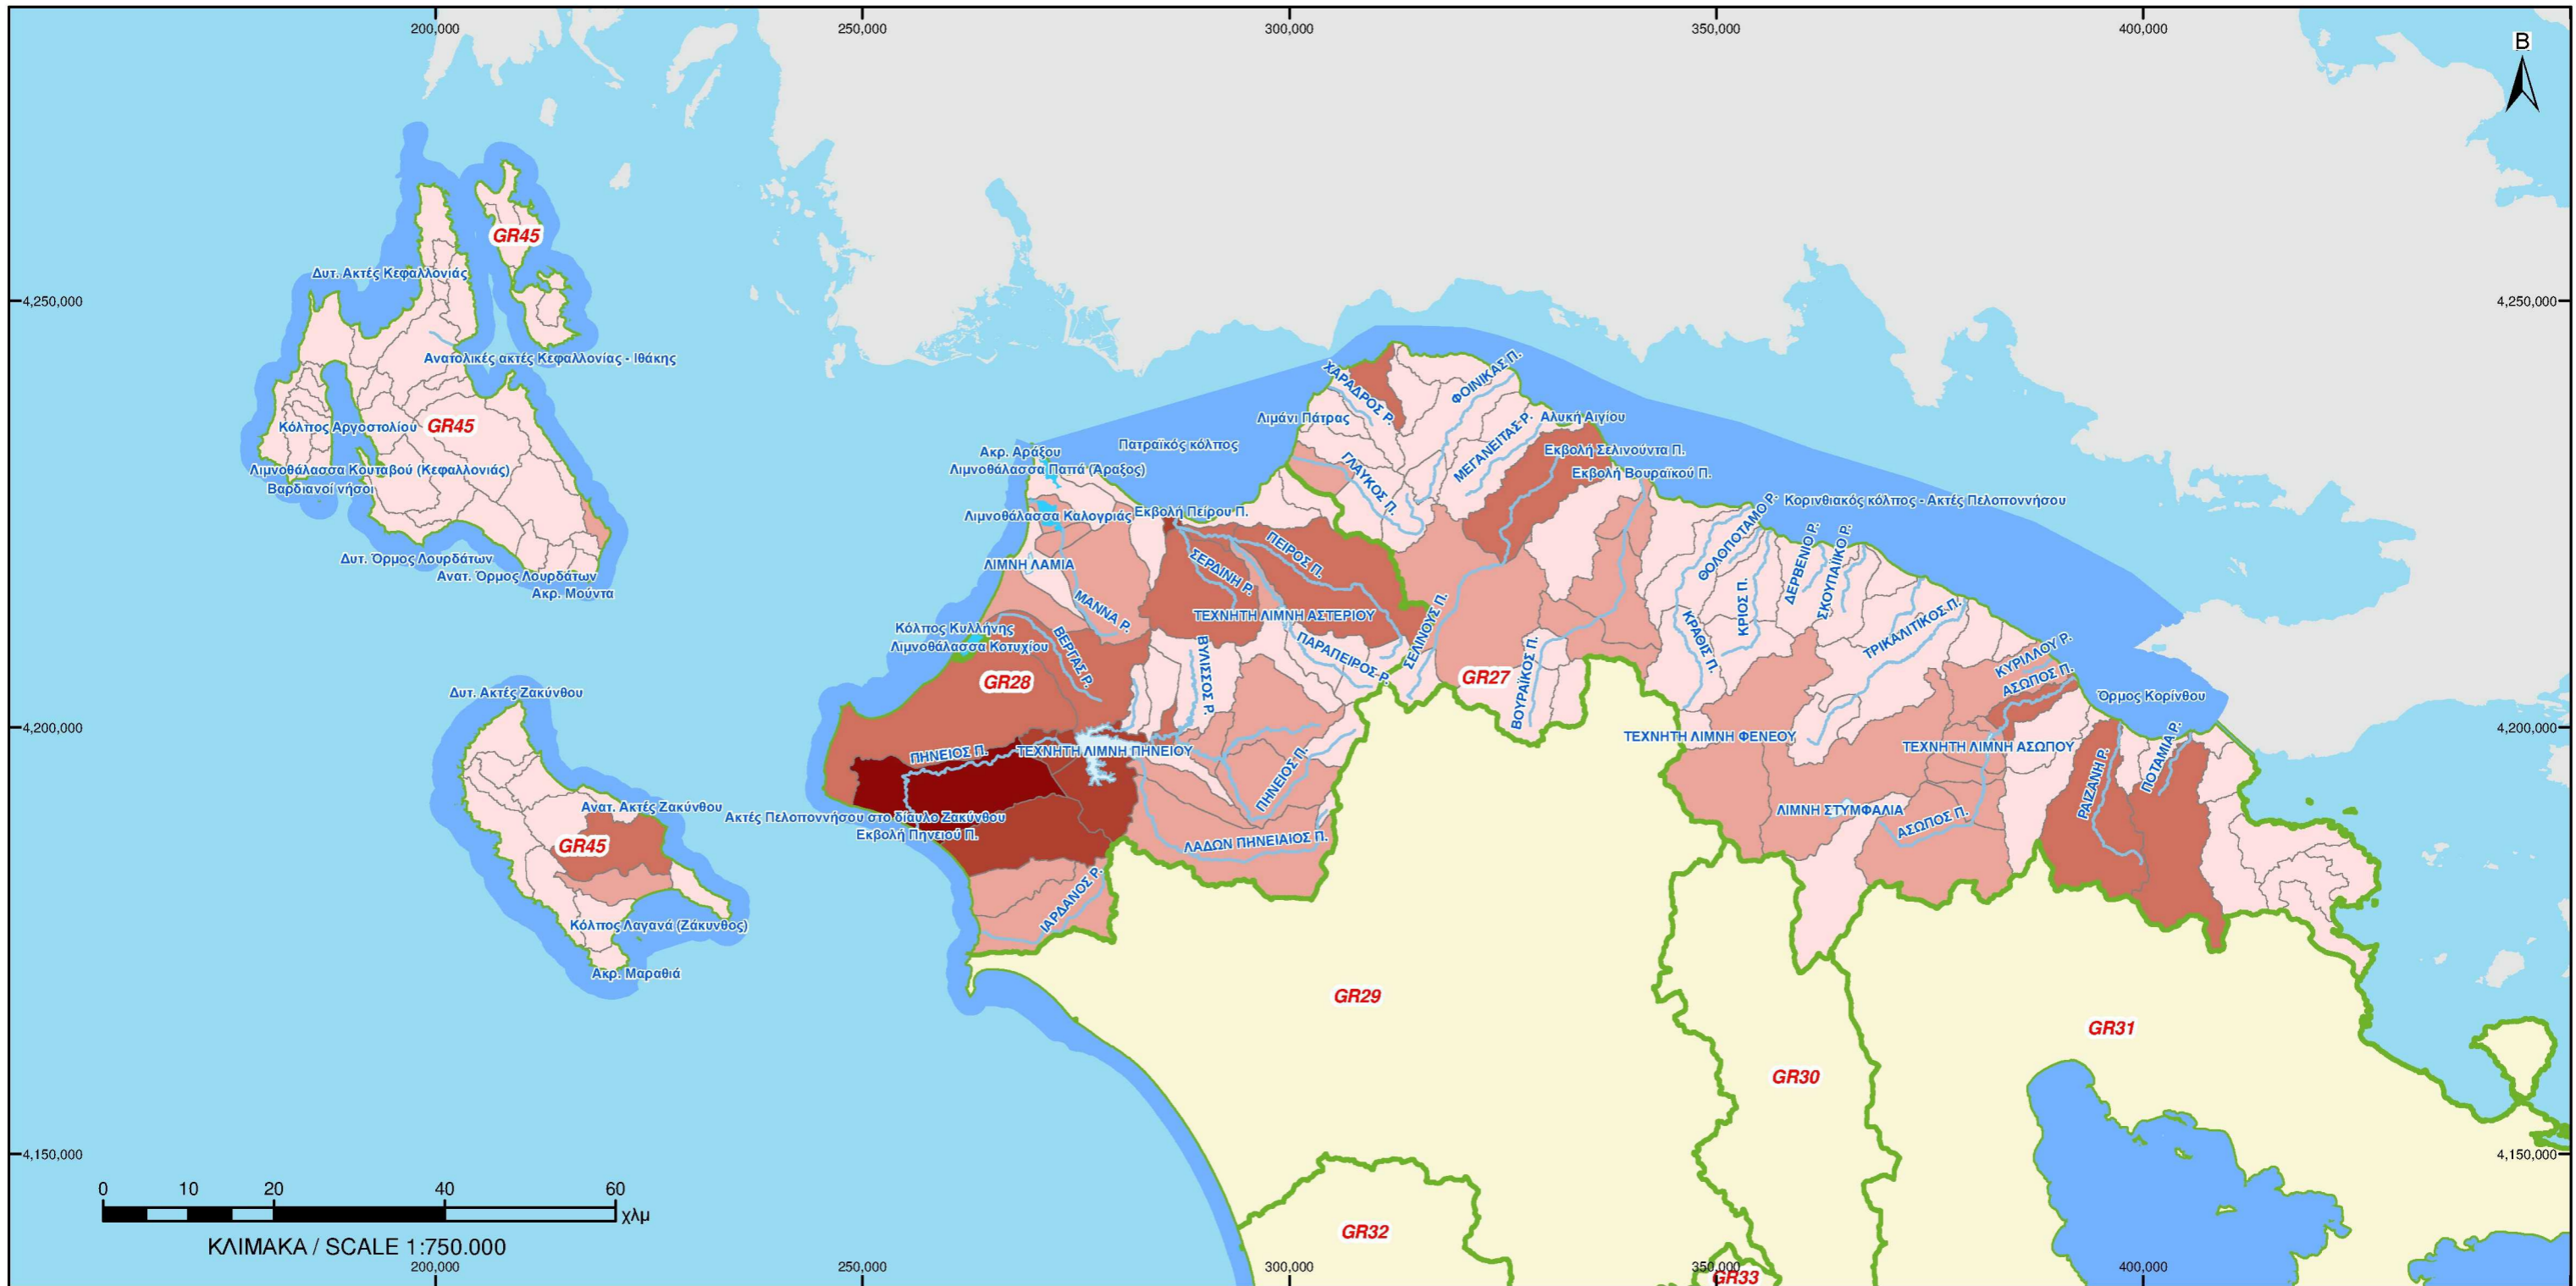 200,000
250,000
300,000
350,000
400,000
Β
GR45
Δυτ. Ακτές Κεφαλλονιάς
4,250,000
4,250,000
Ανατολικές ακτές Κεφαλλονιάς - Ιθάκης
ΧΑΡΑΔΡΟΣ Ρ.
ΦΟΙΝΙΚΑΣ Π.
Λιμάνι Πάτρας
Αλυκή Αιγίου
Κόλπος Αργοστολίου
GR45
Πατραϊκός κόλπος
ΜΕΓΑΝΕΙΤΑΣ Ρ.
Εκβολή Σελινούντα Π.
Ακρ. Αράξου
Λιμνοθάλασσα Κουταβού (Κεφαλλονιάς)
Λιμνοθάλασσα Παπά (Άραξος)
ΓΛΑΥΚΟΣ Π.
Εκβολή Βουραϊκού Π.
Βαρδιανοί νήσοι
Κορινθιακός κόλπος - Ακτές Πελοποννήσου
Λιμνοθάλασσα Καλογριάς
Εκβολή Πείρου Π.
ΘΟΛΟΠΟΤΑΜΟ Ρ.
Δυτ. Όρμος Λουρδάτων
ΛΙΜΝΗ ΛΑΜΙΑ
ΣΕΡΔΙΝΗ Ρ.
ΠΕΙΡΟΣ Π.
ΔΕΡΒΕΝΙΟ Ρ.
ΣΚΟΥΠΑΙΙΚΟ Ρ.
Ανατ. Όρμος Λουρδάτων
Ακρ. Μούντα
ΜΑΝΝΑ Ρ.
ΤΕΧΝΗΤΗ ΛΙΜΝΗ ΑΣΤΕΡΙΟΥ
ΚΡΙΟΣ Π.
Κόλπος Κυλλήνης
Λιμνοθάλασσα Κοτυχίου
ΒΕΡΓΑΣ Ρ.
ΒΥΛΙΣΣΟΣ Ρ.
ΠΑΡΑΠΕΙΡΟΣ Ρ.
ΣΕΛΙΝΟΥΣ Π.
ΚΡΑΘΙΣ Π.
ΤΡΙΚΑΛΙΤΙΚΟΣ Π.
ΚΥΡΙΛΛΟΥ Ρ.
GR28
GR27
ΒΟΥΡΑΪΚΟΣ Π.
ΑΣΩΠΟΣ Π.
Δυτ. Ακτές Ζακύνθου
Όρμος Κορίνθου
4,200,000
4,200,000
ΤΕΧΝΗΤΗ ΛΙΜΝΗ ΦΕΝΕΟΥ
ΤΕΧΝΗΤΗ ΛΙΜΝΗ ΑΣΩΠΟΥ
ΠΗΝΕΙΟΣ Π.
ΤΕΧΝΗΤΗ ΛΙΜΝΗ ΠΗΝΕΙΟΥ
ΠΗΝΕΙΟΣ Π.
ΡΑΙΖΑΝΗ Ρ.
ΠΟΤΑΜΙΑ Ρ.
Ανατ. Ακτές Ζακύνθου
Ακτές Πελοποννήσου στο δίαυλο Ζακύνθου
ΛΙΜΝΗ ΣΤΥΜΦΑΛΙΑ
ΑΣΩΠΟΣ Π.
Εκβολή Πηνειού Π.
GR45
ΛΑΔΩΝ ΠΗΝΕΙΑΙΟΣ Π.
ΙΑΡΔΑΝΟΣ Ρ.
Κόλπος Λαγανά (Ζάκυνθος)
Ακρ. Μαραθιά
GR29
GR31
GR30
4,150,000
4,150,000
0 10 20 40 60
χλμ
GR32
ΚΛΙΜΑΚΑ / SCALE 1:750.000
200,000
250,000
300,000
350,000
400,000
GR33